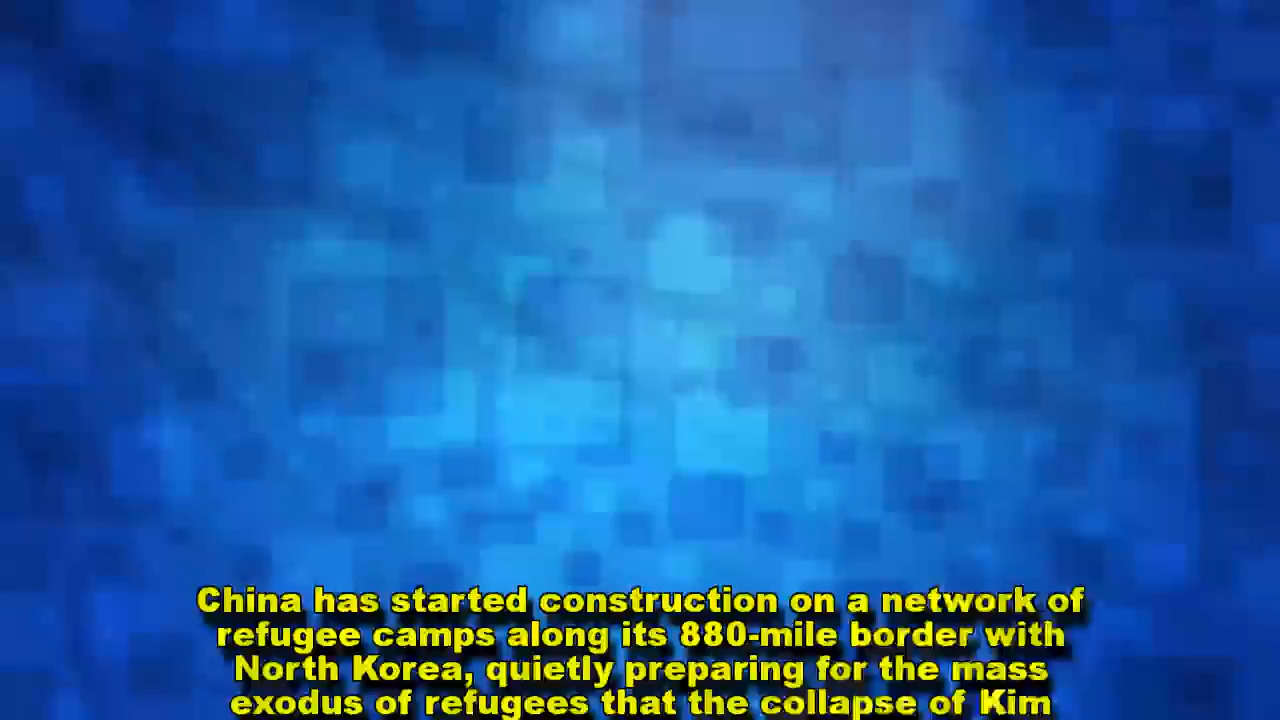 China has started construction on a network of
refugee camps along its 880-mile border with
North Korea, quietly preparing for the mass
exodus of refugees that the collapse of Kim